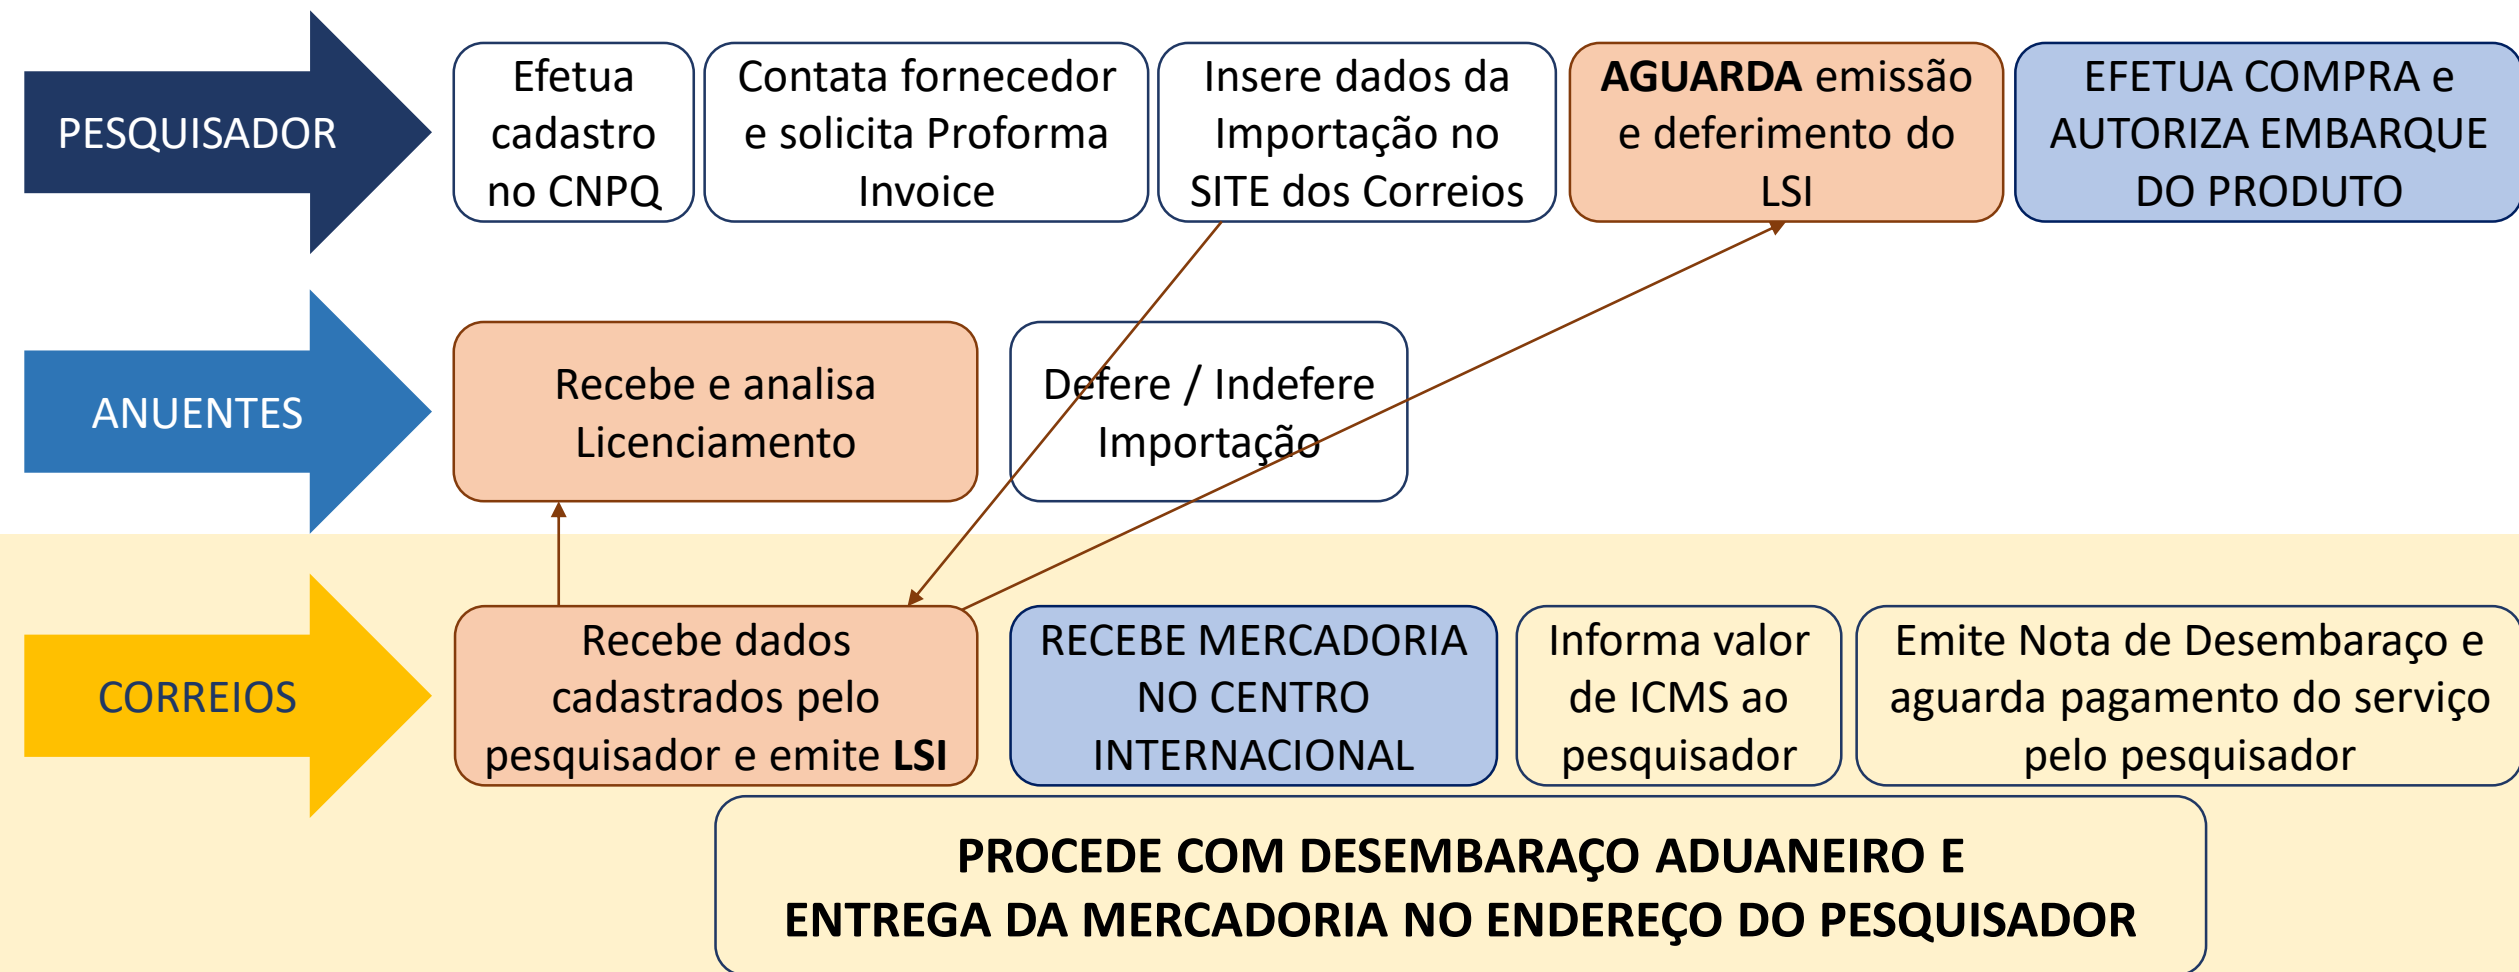 PESQUISADOR
Efetua
cadastro
no CNPQ
Contata fornecedor
e solicita Proforma
Invoice
Insere dados da
Importação no
SITE dos Correios
AGUARDA emissão
e deferimento do
LSI
EFETUA COMPRA e
AUTORIZA EMBARQUE
DO PRODUTO
ANUENTES
Recebe e analisa
Licenciamento
Defere / Indefere
Importação
CORREIOS
Recebe dados
cadastrados pelo
pesquisador e emite LSI
RECEBE MERCADORIA
NO CENTRO
INTERNACIONAL
Informa valor
de ICMS ao
pesquisador
Emite Nota de Desembaraço e
aguarda pagamento do serviço
pelo pesquisador
PROCEDE COM DESEMBARAÇO ADUANEIRO E
ENTREGA DA MERCADORIA NO ENDEREÇO DO PESQUISADOR